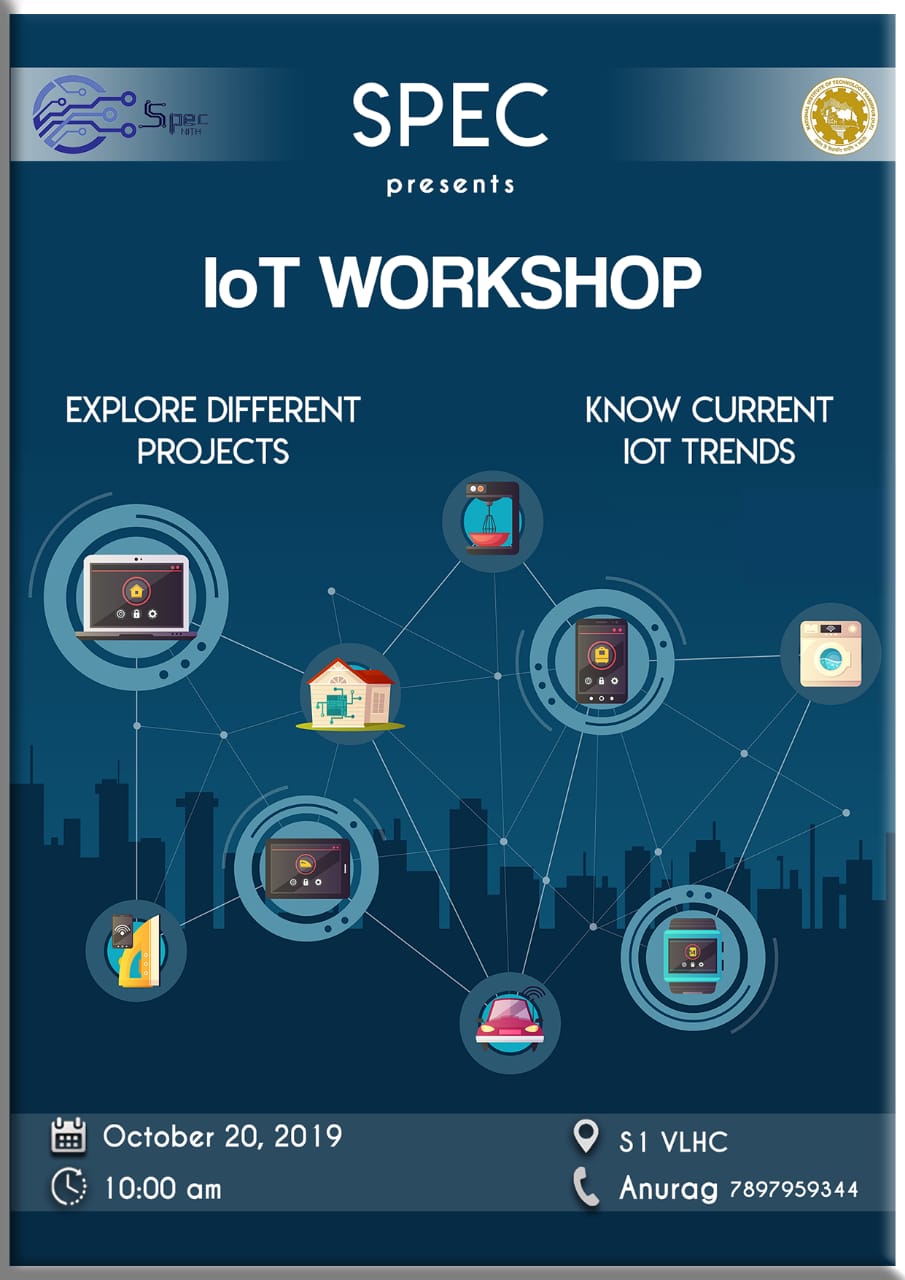 Spec
NITH
SPEC
presents
IoT WORKSHOP
EXPLORE DIFFERENT
PROJECTS
KNOW CURRENT
IOT TRENDS
October 20, 2019
10:00 am
S1 VLHC
Anurag 7897959344